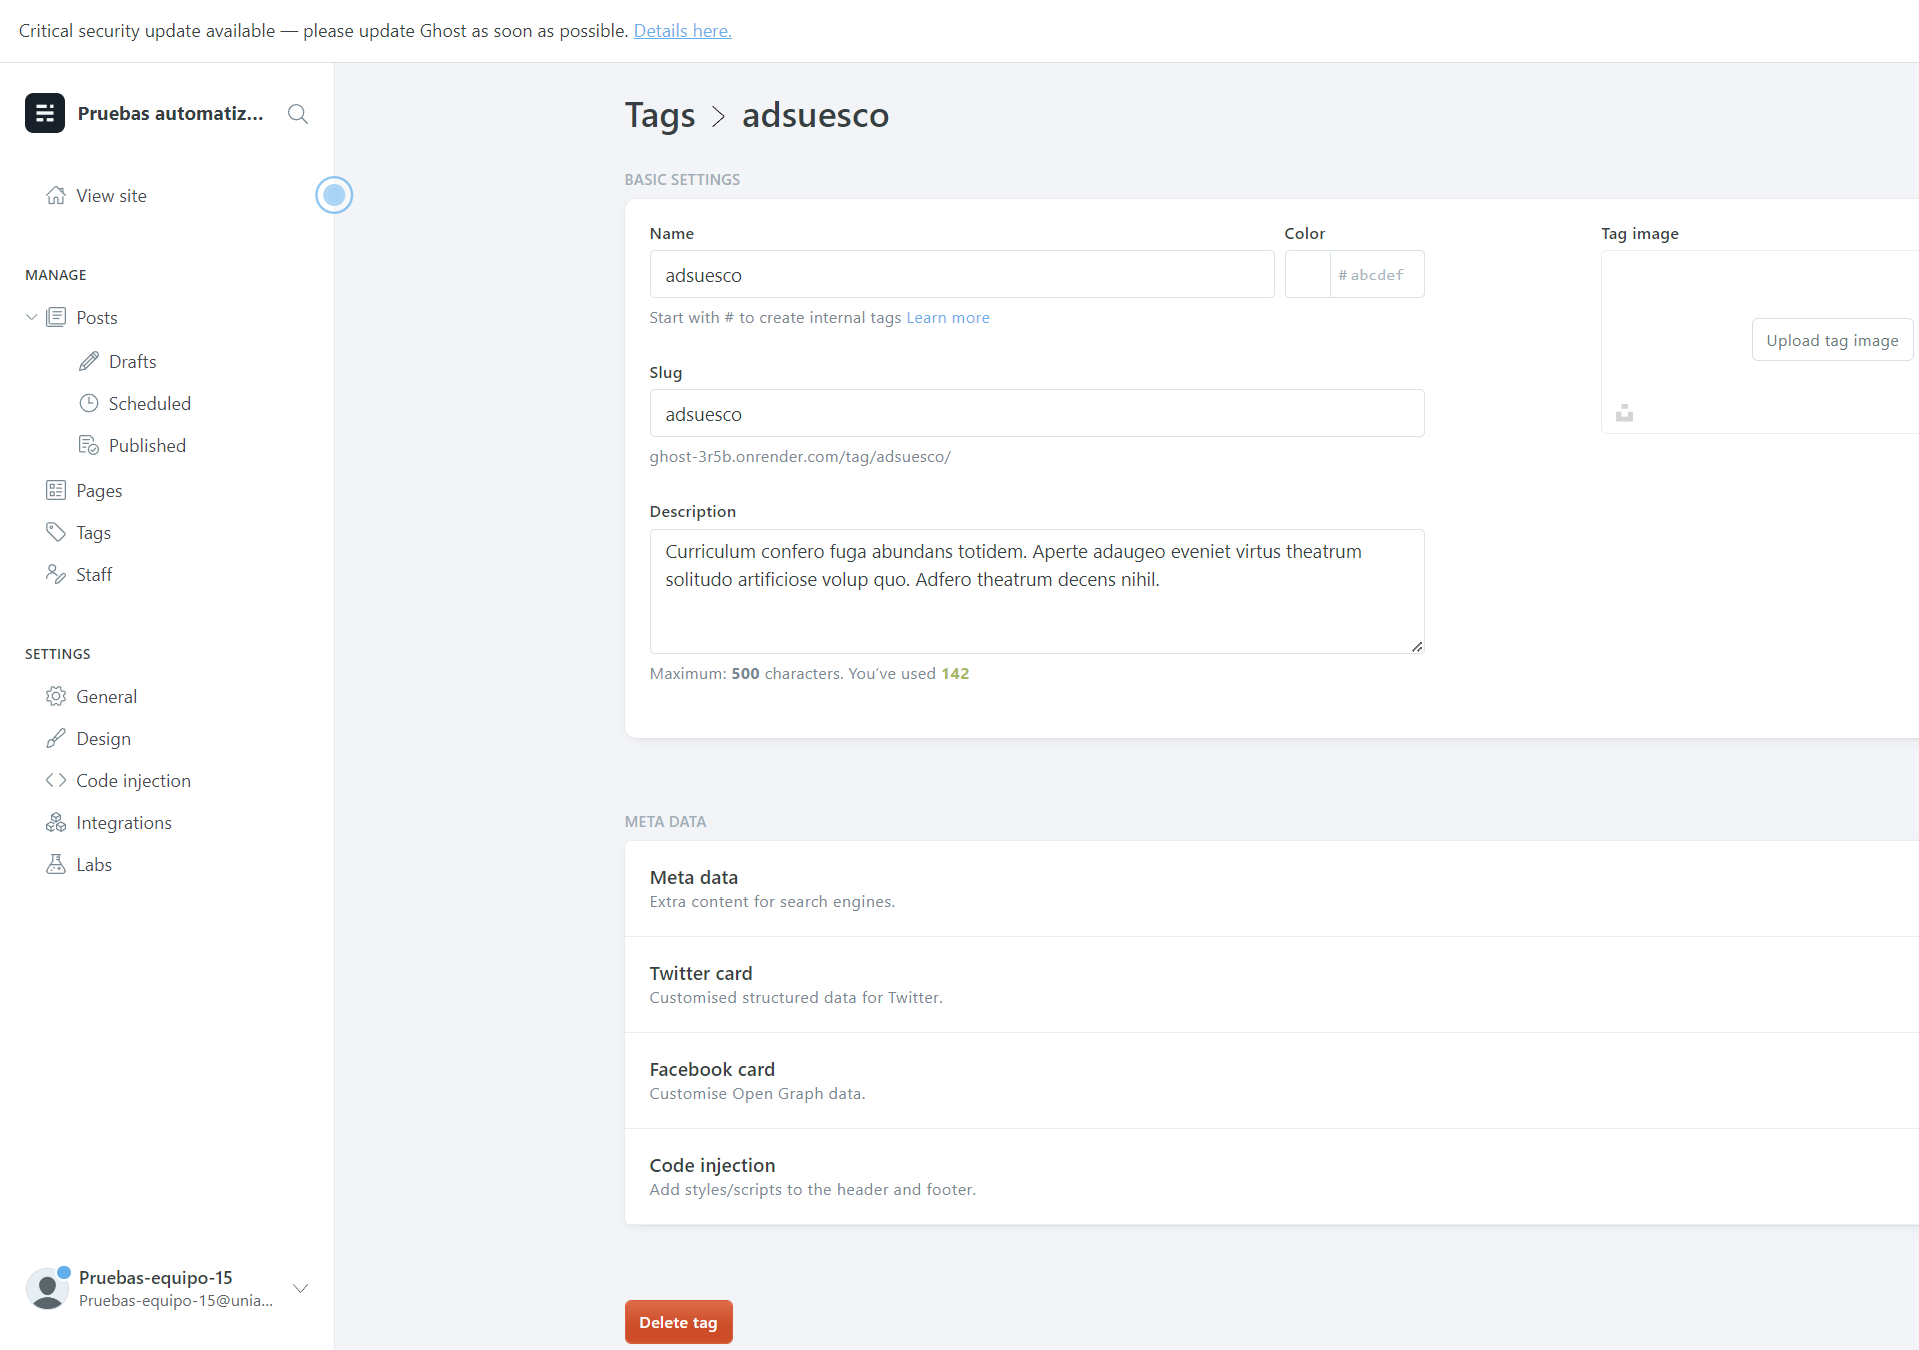 Critical security update available — please update Ghost as soon as possible. Details here.
Pruebas automatiz...
View site
MANAGE
Posts
Drafts
Scheduled
Published
Pages
Tags
Staff
SETTINGS
General
Design
Code injection
Integrations
Labs
Pruebas-equipo-15
Pruebas-equipo-15@unia...
Tags > adsuesco
BASIC SETTINGS
Name
adsuesco
Start with # to create internal tags Learn more
Color
# abcdef
Slug
adsuesco
ghost-3r5b.onrender.com/tag/adsuesco/
Description
Curriculum confero fuga abundans totidem. Aperte adaugeo eveniet virtus theatrum
solitudo artificiose volup quo. Adfero theatrum decens nihil.
Maximum: 500 characters. You’ve used 142
Tag image
Upload tag image
META DATA
Meta data
Extra content for search engines.
Twitter card
Customised structured data for Twitter.
Facebook card
Customise Open Graph data.
Code injection
Add styles/scripts to the header and footer.
Delete tag